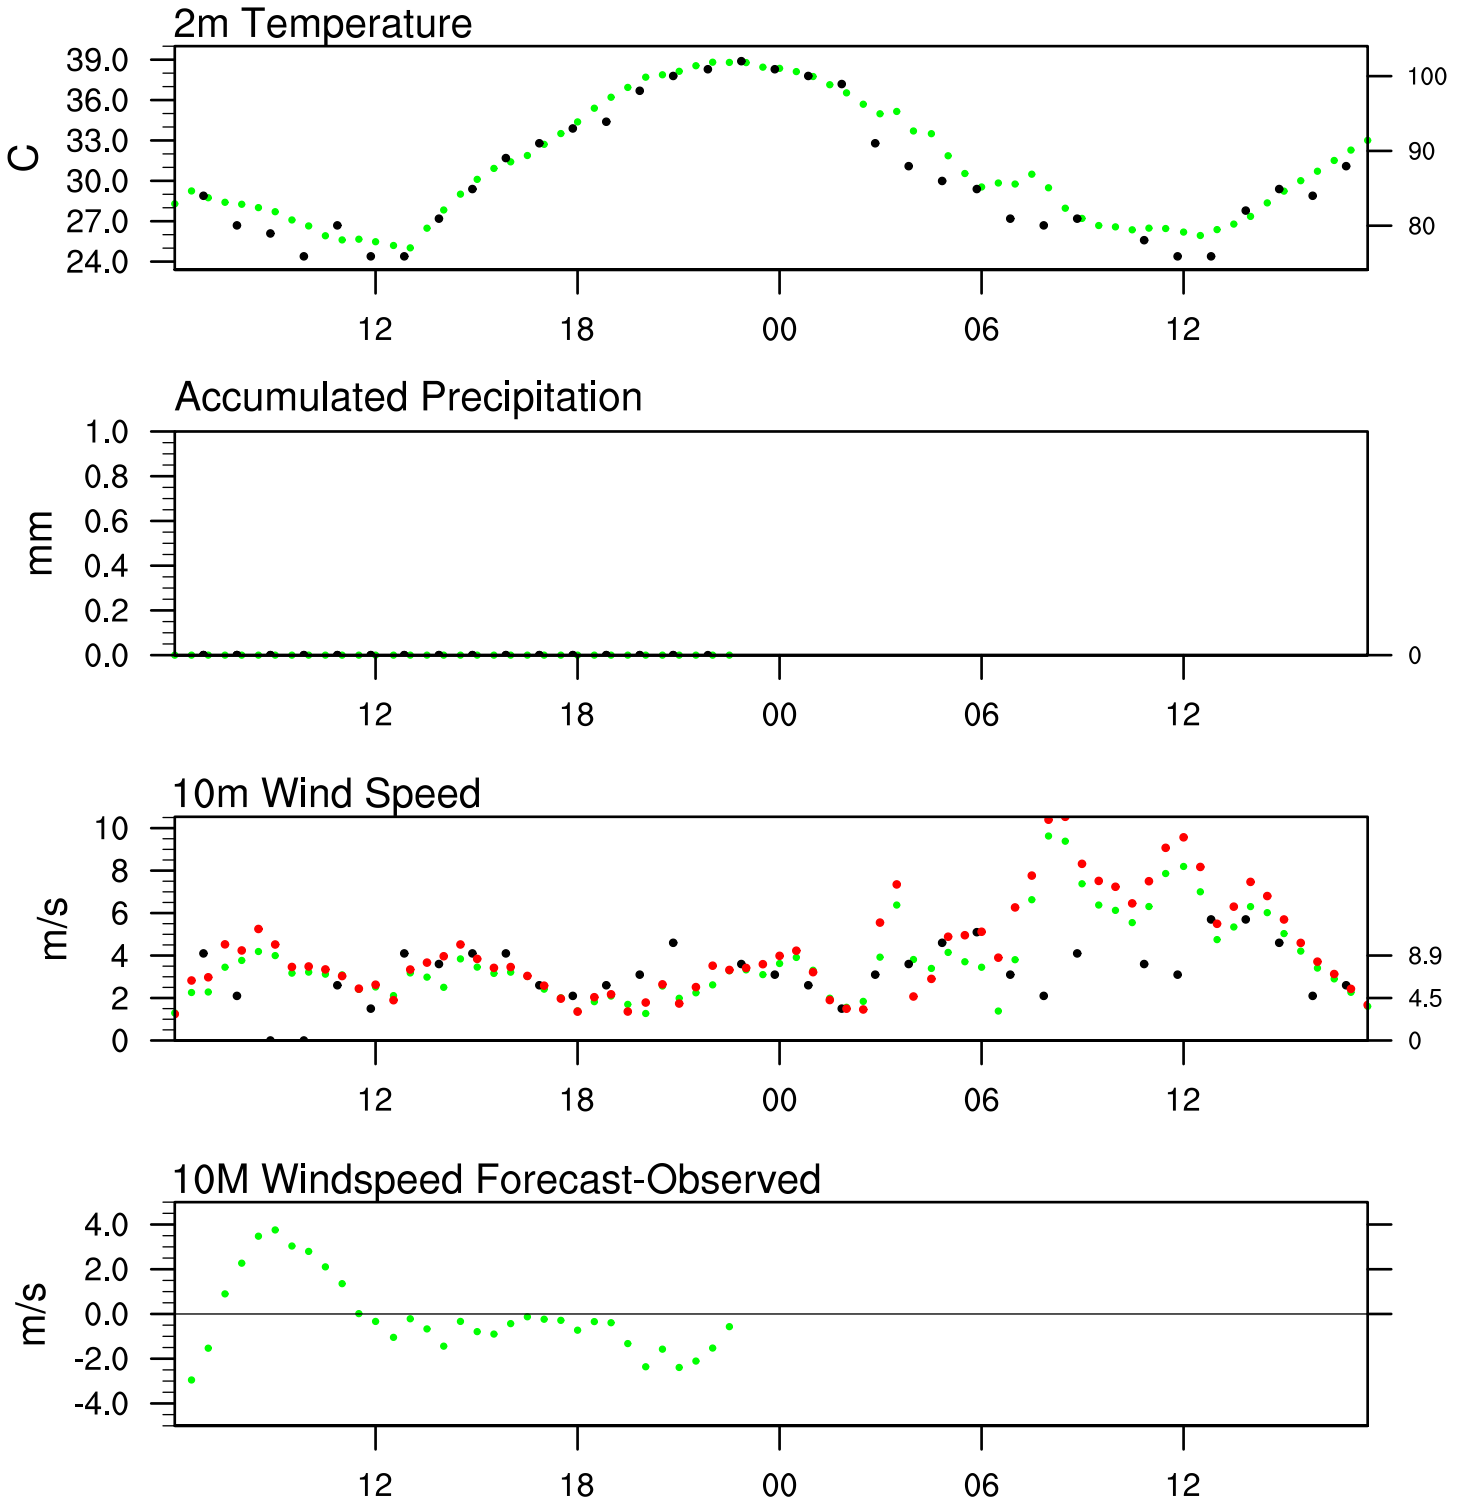 2m Temperature
C
39.0
36.0
33.0
30.0
27.0
24.0
100
90
80
12 18 00 06 12
Accumulated Precipitation
mm
1.0
0.8
0.6
0.4
0.2
0.0
0
12 18 00 06 12
10m Wind Speed
m/s
10
8
6
4
2
0
8.9
4.5
0
12 18 00 06 12
10M Windspeed Forecast-Observed
m/s
4.0
2.0
0.0
-2.0
-4.0
12 18 00 06 12